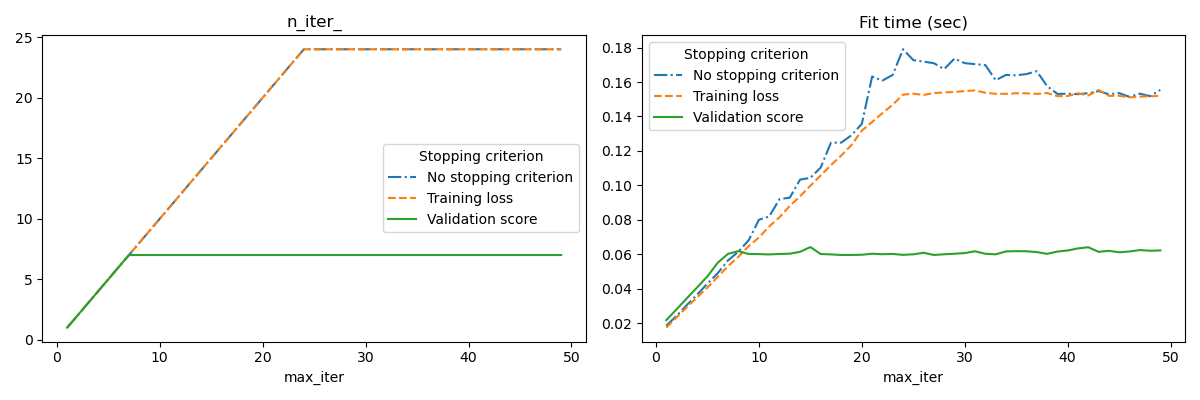 n_iter_
25
20
15
10
5
0
Stopping criterion
No stopping criterion
Training loss
Validation score
0 10 20 30 40 50
max_iter
Fit time (sec)
0.18
0.16
0.14
0.12
0.10
0.08
0.06
0.04
0.02
Stopping criterion
No stopping criterion
Training loss
Validation score
0 10 20 30 40 50
max_iter